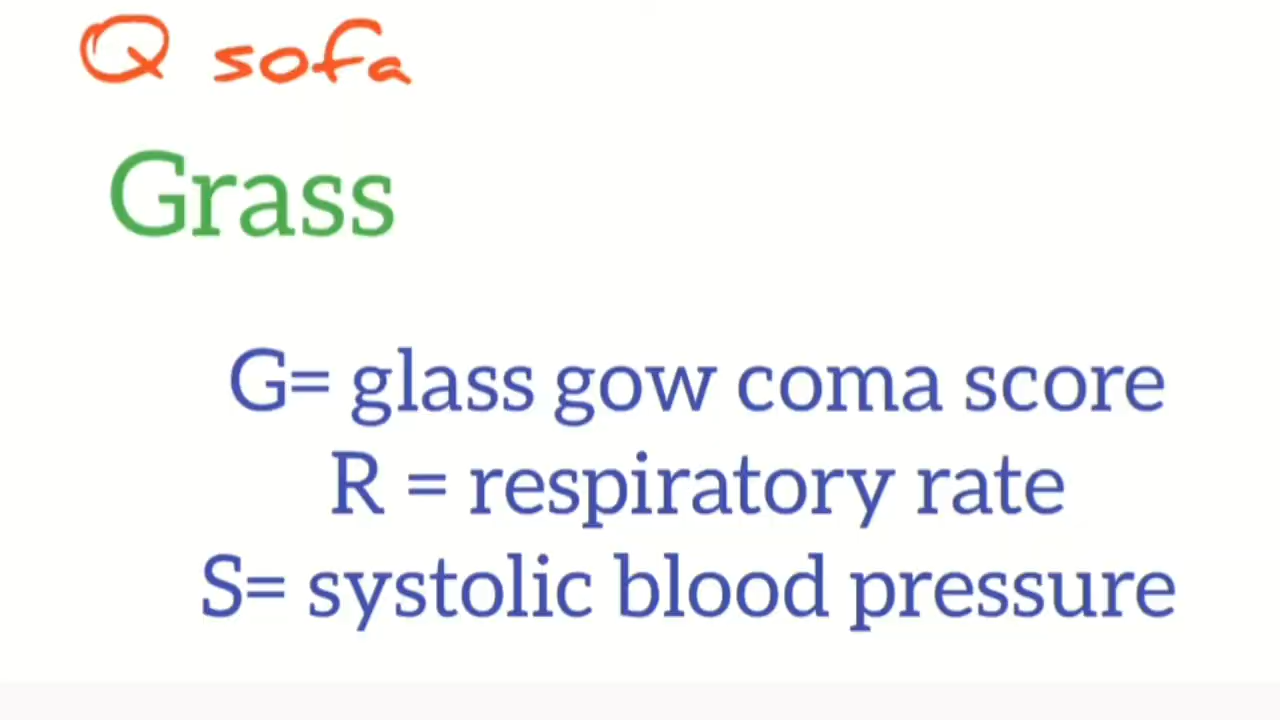 Q sofa
Grass
G= glass gow coma score
R = respiratory rate
S= systolic blood pressure